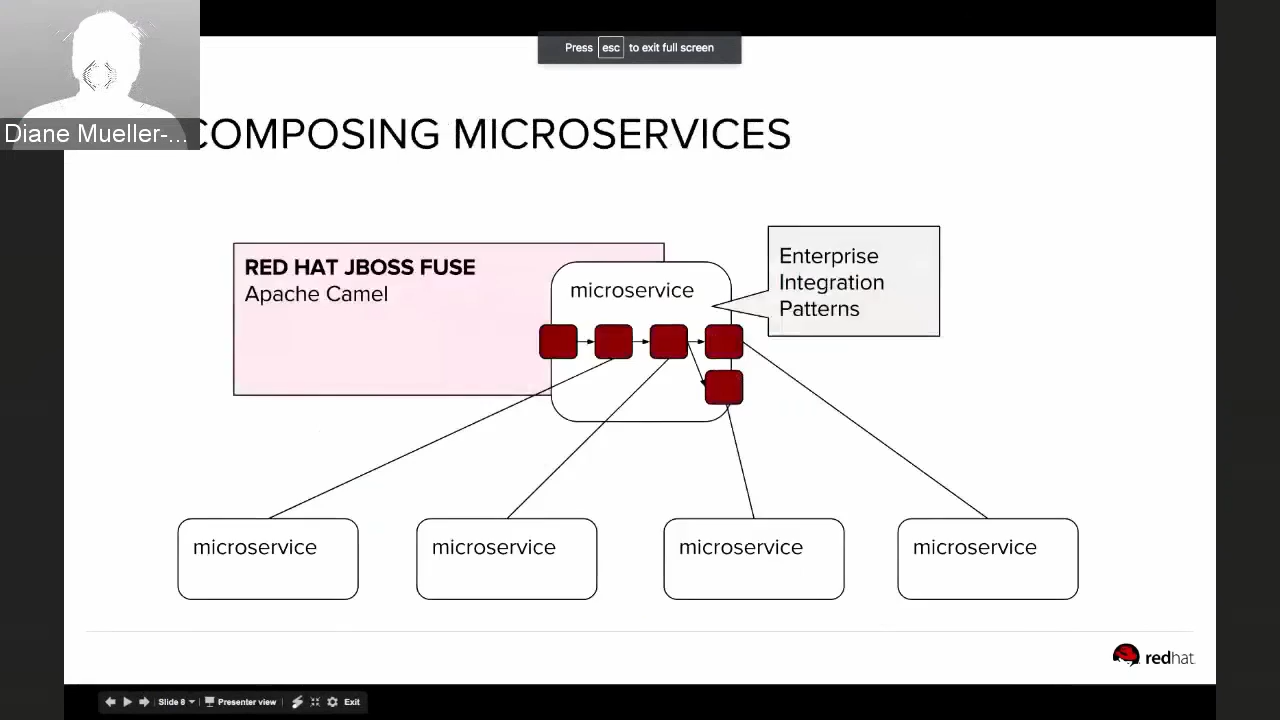 Press esc to exit full screen
Diane Mueller-...
COMPOSING MICROSERVICES
RED HAT JBOSS FUSE
Apache Camel
microservice
Enterprise
Integration
Patterns
microservice
microservice
microservice
microservice
redhat.
Slide 8
Presenter view
Exit